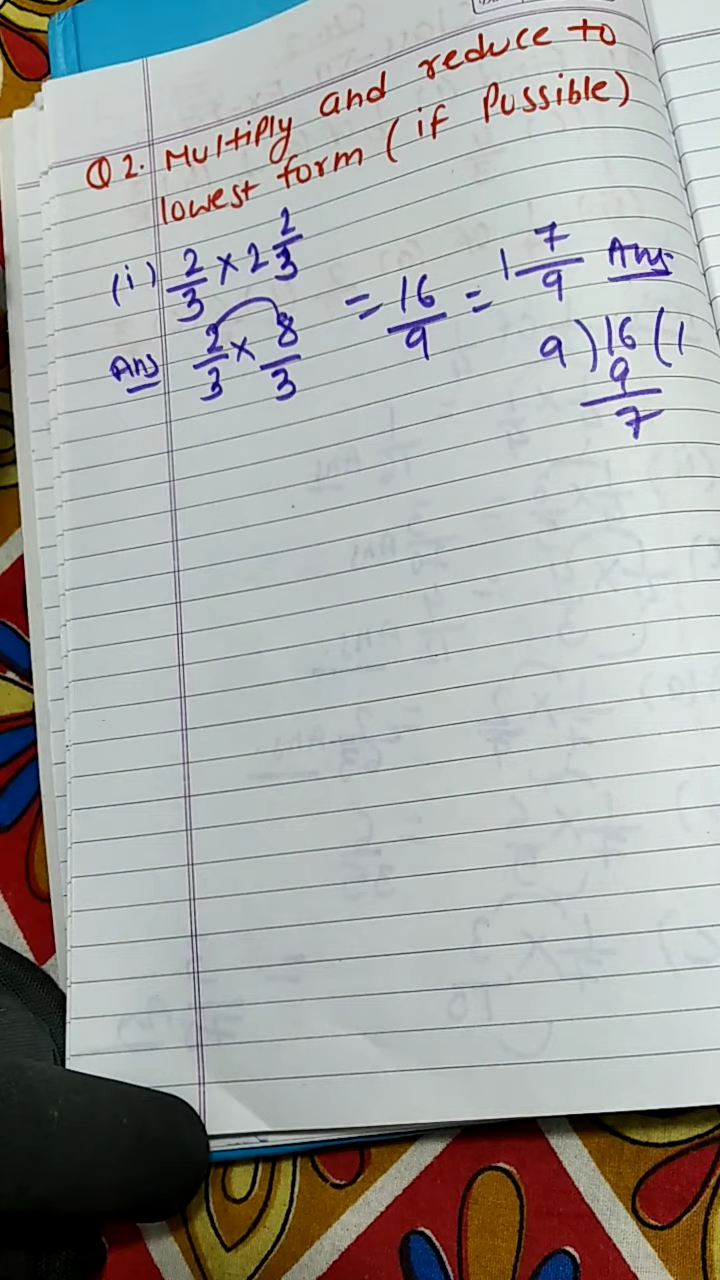 Q2. Multiply and reduce to
lowest form (if Pussible)
(i) 2/3 × 2 2/3
Ans 2/3 × 8/3 = 16/9 = 1 7/9 Ans
9)16(1
9
7